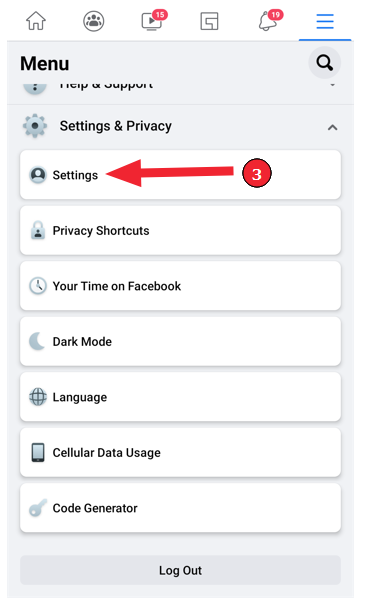 15
19
Menu
Help & Support
Settings & Privacy
Settings
3
Privacy Shortcuts
Your Time on Facebook
Dark Mode
Language
Cellular Data Usage
Code Generator
Log Out